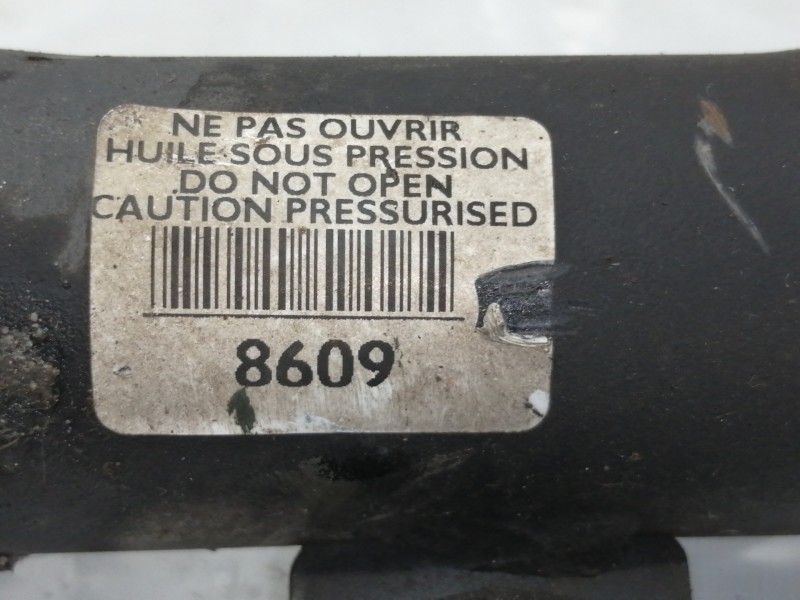 NE PAS OUVRIR
HUILE SOUS PRESSION
DO NOT OPEN
CAUTION PRESSURISED
8609